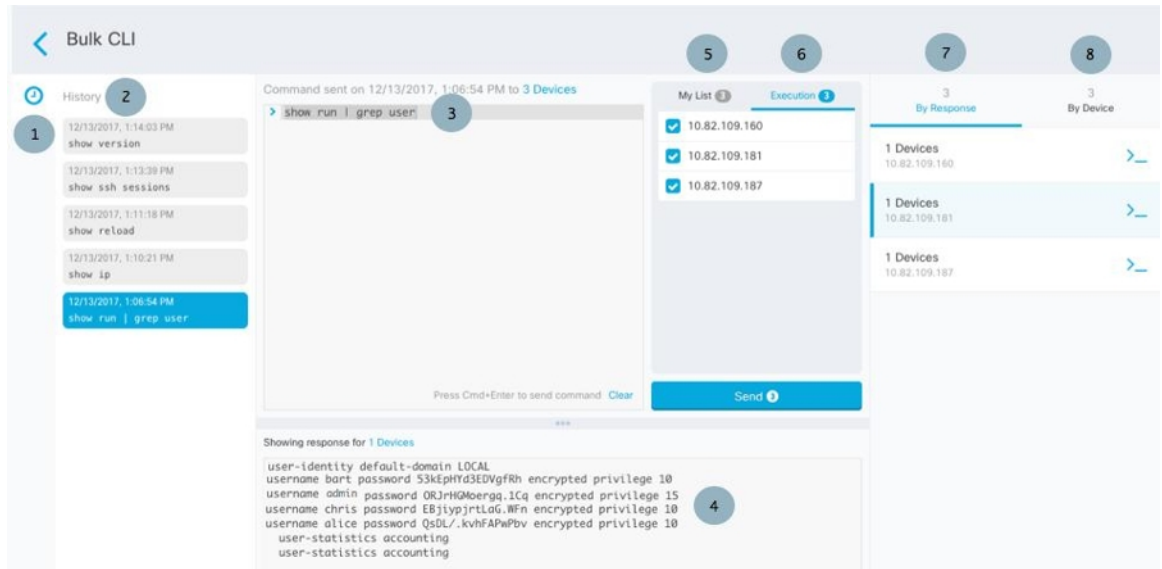 Bulk CLI
1
History
2
12/13/2017, 1:14:03 PM
show version
12/13/2017, 1:13:39 PM
show ssh sessions
12/13/2017, 1:11:18 PM
show reload
12/13/2017, 1:10:21 PM
show ip
12/13/2017, 1:06:54 PM
show run | grep user
Command sent on 12/13/2017, 1:06:54 PM to 3 Devices
> show run | grep user
3
Press Cmd+Enter to send command Clear
5
6
My List 3
Execution 3
10.82.109.160
10.82.109.181
10.82.109.187
Send 3
Showing response for 1 Devices
user-identity default-domain LOCAL
username bart password 53kEpHYd3EDVgfRh encrypted privilege 10
username admin password ORJrHGMoergq.1Cq encrypted privilege 15
username chris password EBjiypjrtLaG.WFn encrypted privilege 10
username alice password QsDL/.kvhFAPwPbv encrypted privilege 10
user-statistics accounting
user-statistics accounting
4
7
8
3
By Response
3
By Device
1 Devices
10.82.109.160
>_
1 Devices
10.82.109.181
>_
1 Devices
10.82.109.187
>_